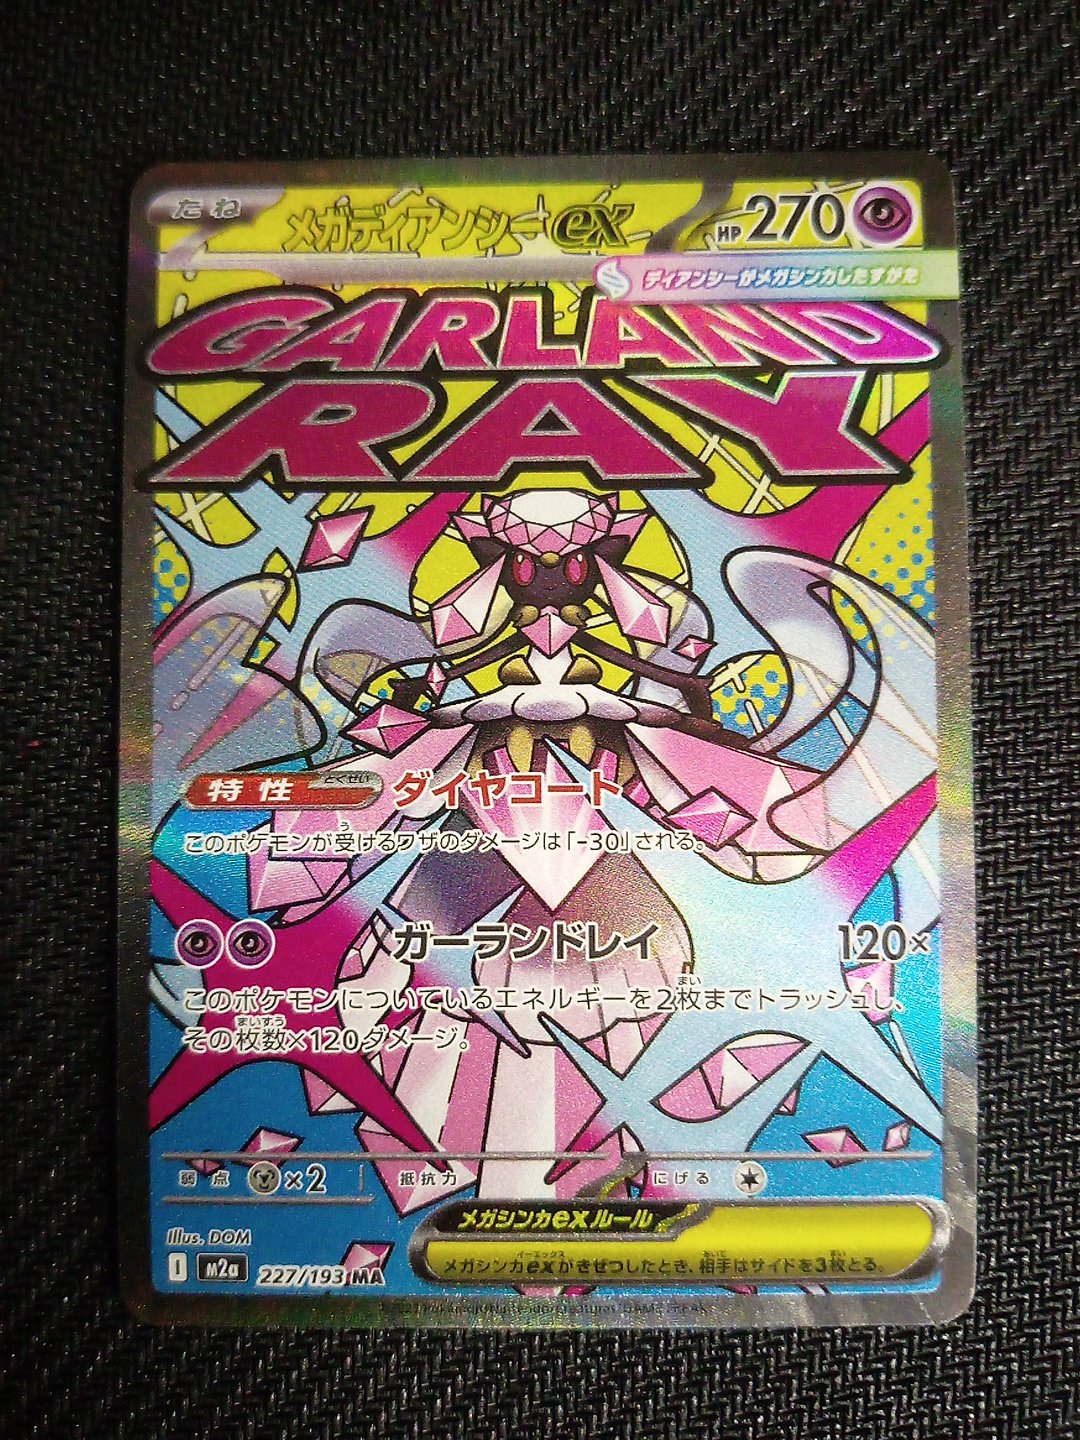 たね メガディアンシーex HP270
ディアンシーがメガシンカしたすがた
GARLAND
RAY
特性 とくせい ダイヤコート
このポケモンが受けるワザのダメージは「-30」される。
ガーランドレイ 120×
このポケモンについているエネルギーを2枚までトラッシュし、
その枚数×120ダメージ。
弱点 ×2 抵抗力 にげる
メガシンカexルール
メガシンカexがきぜつしたとき、相手はサイドを3枚とる。
Illus. DOM
I M2a 227/193 MA